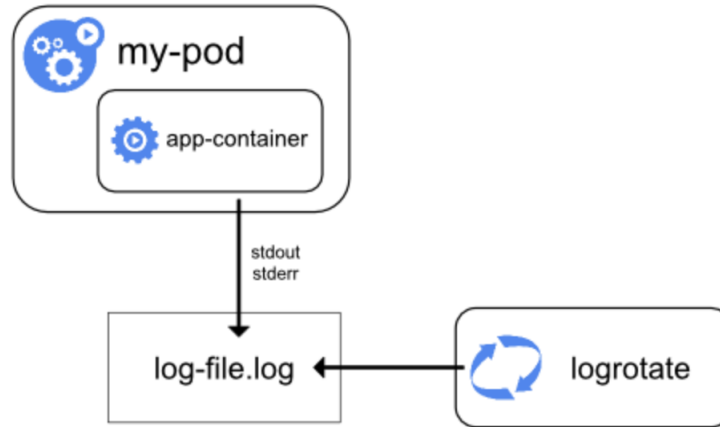 my-pod
app-container
stdout
stderr
log-file.log
logrotate